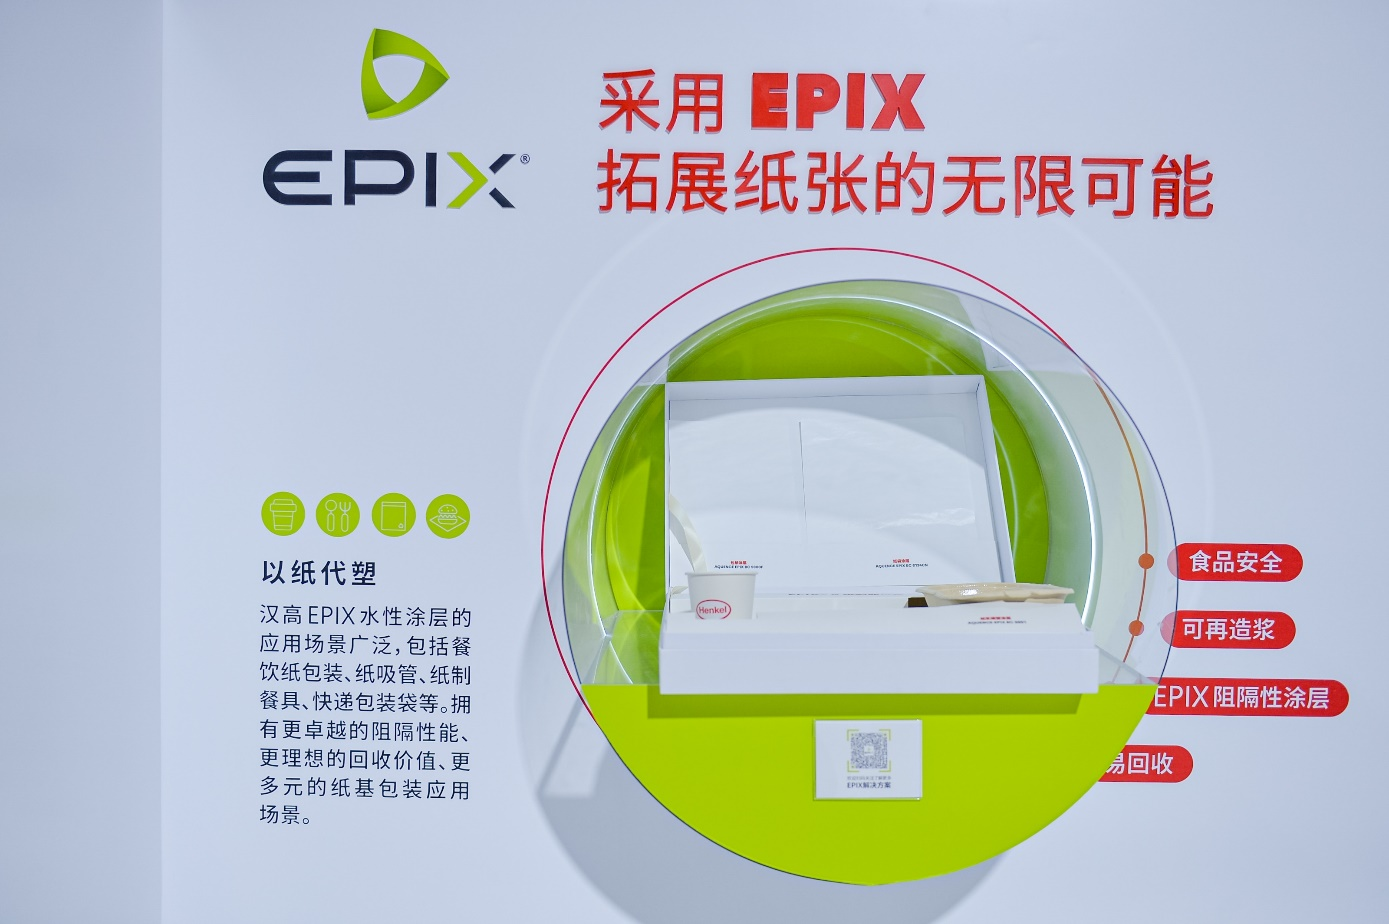 EPIX®
采用 EPIX
拓展纸张的无限可能
以纸代塑
汉高EPIX水性涂层的
应用场景广泛,包括餐
饮纸包装、纸吸管、纸制
餐具、快递包装袋等。拥
有更卓越的阻隔性能、
更理想的回收价值、更
多元的纸基包装应用
场景。
Henkel
食品安全
可再造浆
EPIX阻隔性涂层
易回收
EPIX解决方案